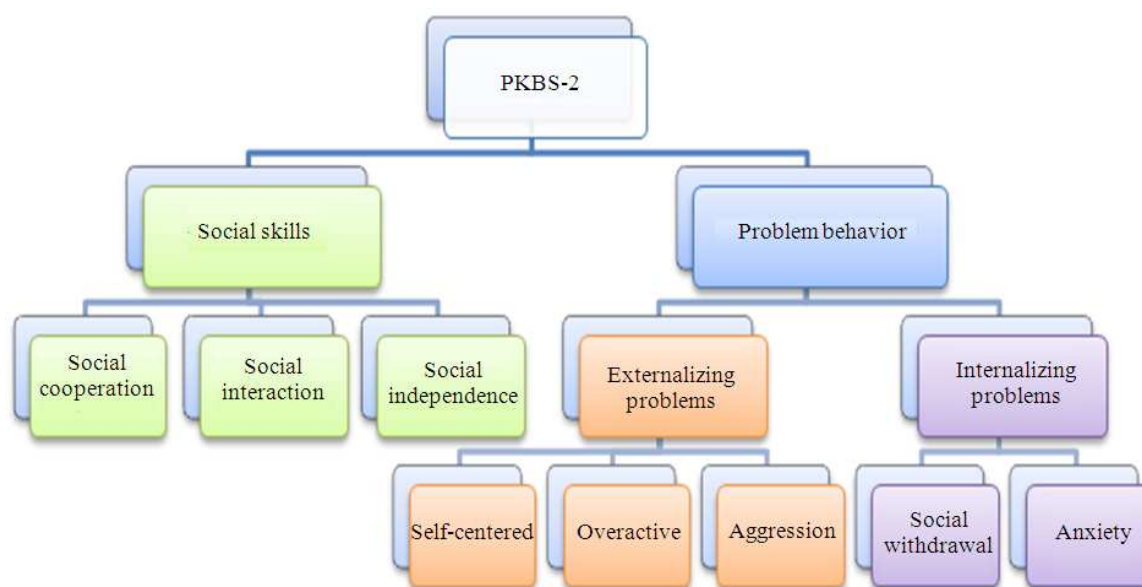 PKBS-2
Social skills
Problem behavior
Social
cooperation
Social
interaction
Social
independence
Externalizing
problems
Internalizing
problems
Self-centered
Overactive
Aggression
Social
withdrawal
Anxiety